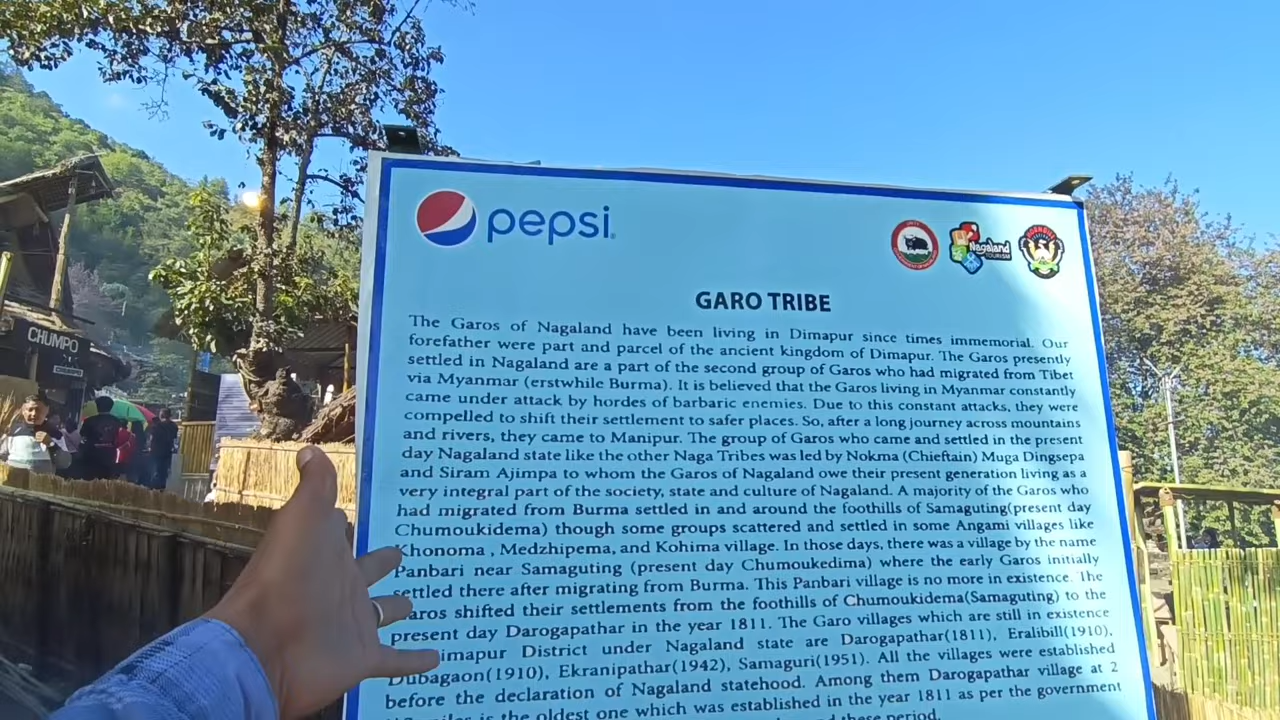 pepsi
Nagaland
TOURISM
GARO TRIBE
The Garos of Nagaland have been living in Dimapur since times immemorial. Our
forefather were part and parcel of the ancient kingdom of Dimapur. The Garos presently
settled in Nagaland are a part of the second group of Garos who had migrated from Tibet
via Myanmar (erstwhile Burma). It is believed that the Garos living in Myanmar constantly
came under attack by hordes of barbaric enemies. Due to this constant attacks, they were
compelled to shift their settlement to safer places. So, after a long journey across mountains
and rivers, they came to Manipur. The group of Garos who came and settled in the present
day Nagaland state like the other Naga Tribes was led by Nokma (Chieftain) Muga Dingsepa
and Siram Ajimpa to whom the Garos of Nagaland owe their present generation living as a
very integral part of the society, state and culture of Nagaland. A majority of the Garos who
had migrated from Burma settled in and around the foothills of Samaguting(present day
Chumoukidema) though some groups scattered and settled in some Angami villages like
Khonoma , Medzhipema, and Kohima village. In those days, there was a village by the name
Panbari near Samaguting (present day Chumoukedima) where the early Garos initially
settled there after migrating from Burma. This Panbari village is no more in existence. The
aros shifted their settlements from the foothills of Chumoukidema(Samaguting) to the
present day Darogapathar in the year 1811. The Garo villages which are still in existence
imapur District under Nagaland state are Darogapathar(1811), Eralibill(1910),
Dubagaon(1910), Ekranipathar(1942), Samaguri(1951). All the villages were established
before the declaration of Nagaland statehood. Among them Darogapathar village at 2
is the oldest one which was established in the year 1811 as per the government
these period.
CHUMPO
CHUMPO